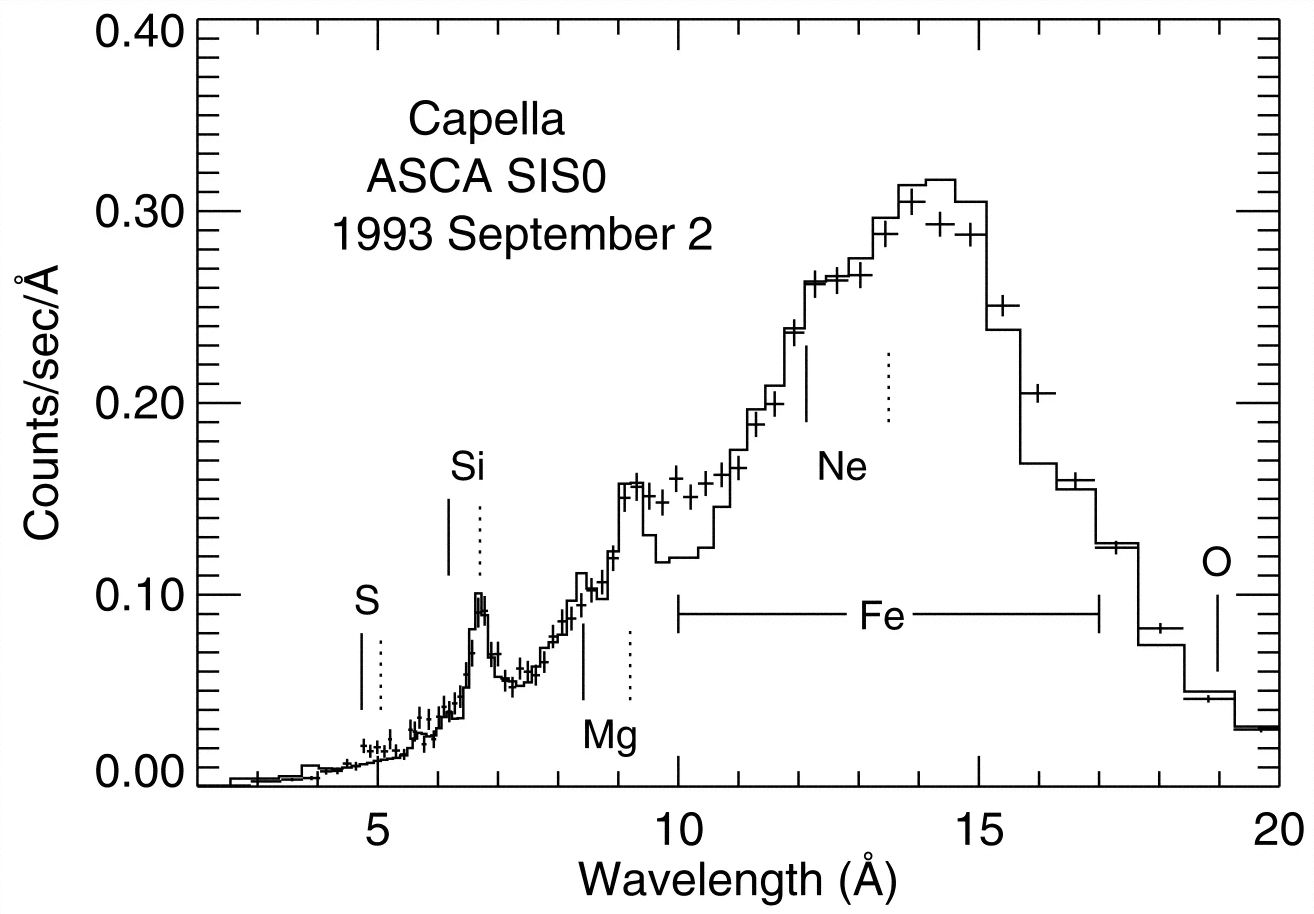 0.40
Capella
ASCA SIS0
1993 September 2
0.30
Counts/sec/Å
0.20
Si
Ne
0.10
S
O
Fe
Mg
0.00
5
10
15
20
Wavelength (Å)